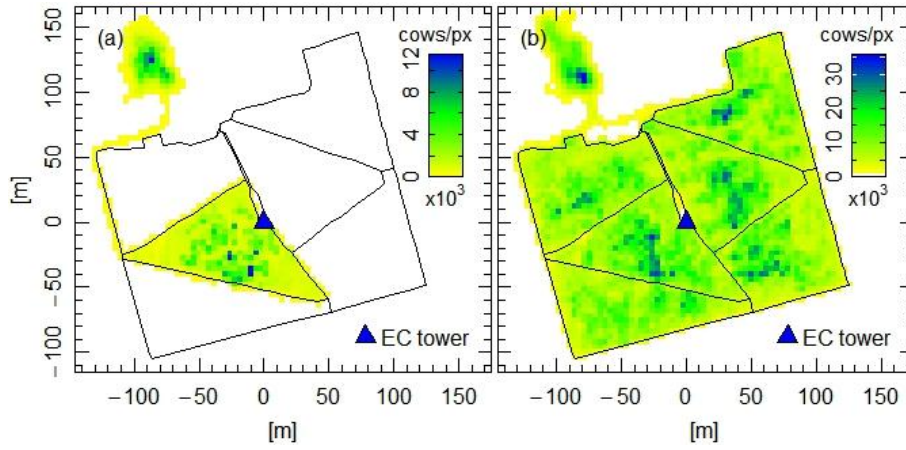 (a)
cows/px
12
8
4
0
x10³
EC tower
150
100
50
0
−50
−100
−100 −50 0 50 100 150
[m]
[m]
(b)
cows/px
30
20
10
0
x10³
EC tower
−100 −50 0 50 100 150
[m]